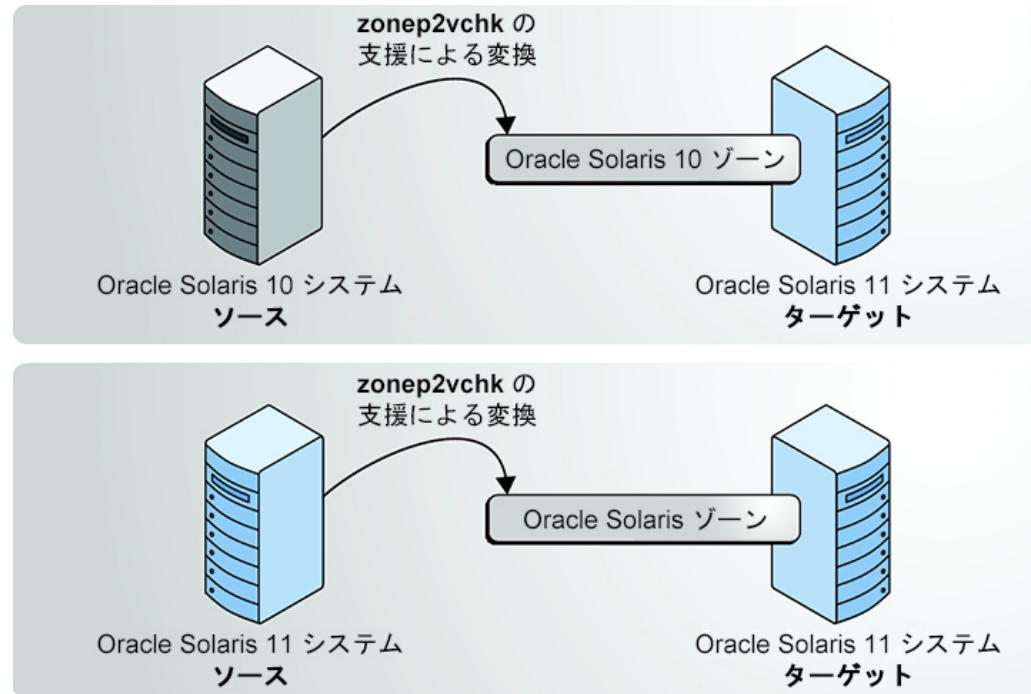 zonep2vchk の
支援による変換
Oracle Solaris 10 ゾーン
Oracle Solaris 10 システム
ソース
Oracle Solaris 11 システム
ターゲット
zonep2vchk の
支援による変換
Oracle Solaris ゾーン
Oracle Solaris 11 システム
ソース
Oracle Solaris 11 システム
ターゲット